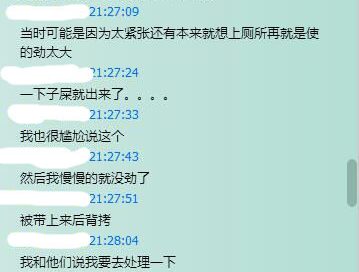 21:27:09
当时可能是因为太紧张还有本来就想上厕所再就是使
的劲太大
21:27:24
一下子屎就出来了。。。。
21:27:33
我也很尴尬说这个
21:27:43
然后我慢慢的就没劲了
21:27:51
被带上来后背拷
21:28:04
我和他们说我要去处理一下